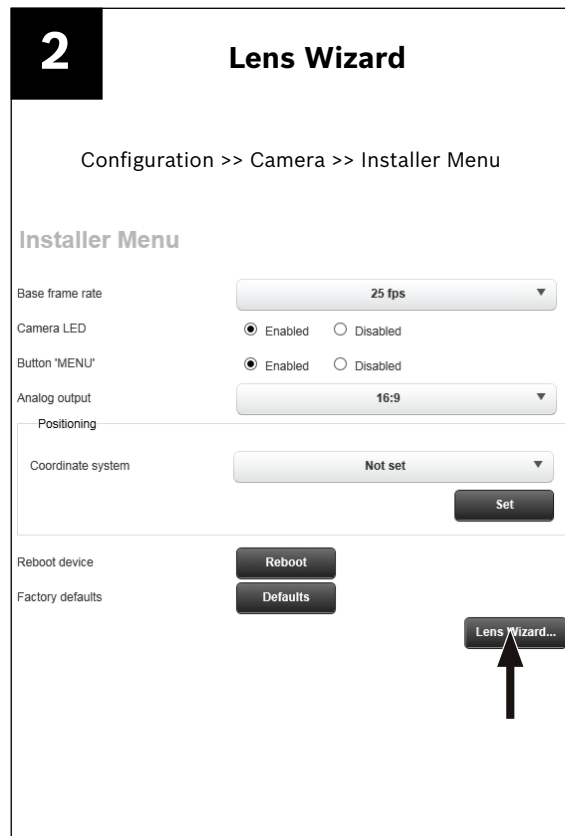 2
Lens Wizard
Configuration >> Camera >> Installer Menu
Installer Menu
Base frame rate 25 fps
Camera LED Enabled Disabled
Button 'MENU' Enabled Disabled
Analog output 16:9
Positioning
Coordinate system Not set
Set
Reboot device Reboot
Factory defaults Defaults
Lens Wizard...